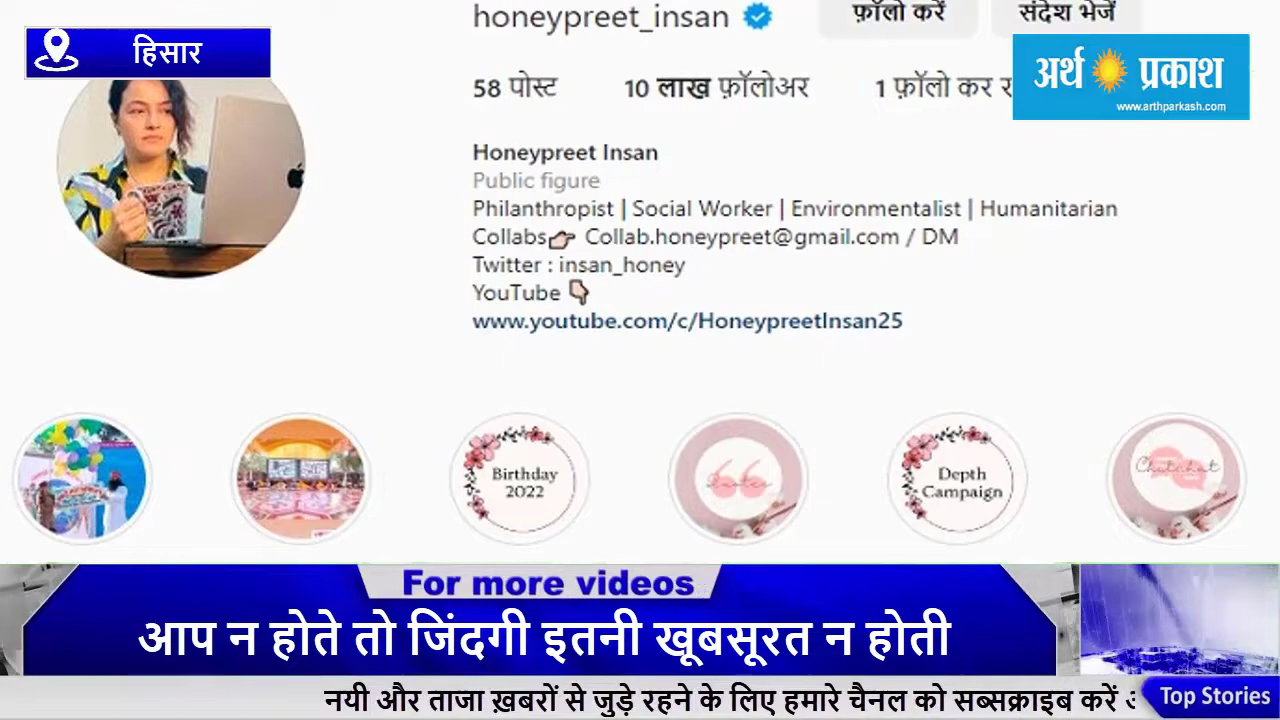 honeypreet_insan
फ़ॉलो करें
संदेश भेजें
हिसार
अर्थ प्रकाश
www.arthparkash.com
58 पोस्ट
10 लाख फ़ॉलोअर
1 फ़ॉलो कर
Honeypreet Insan
Public figure
Philanthropist | Social Worker | Environmentalist | Humanitarian
Collabs👉 Collab.honeypreet@gmail.com / DM
Twitter : insan_honey
YouTube 👇
www.youtube.com/c/HoneypreetInsan25
Birthday
2022
Depth
Campaign
For more videos
आप न होते तो जिंदगी इतनी खूबसूरत न होती
नयी और ताजा ख़बरों से जुड़े रहने के लिए हमारे चैनल को सब्सक्राइब करें
Top Stories